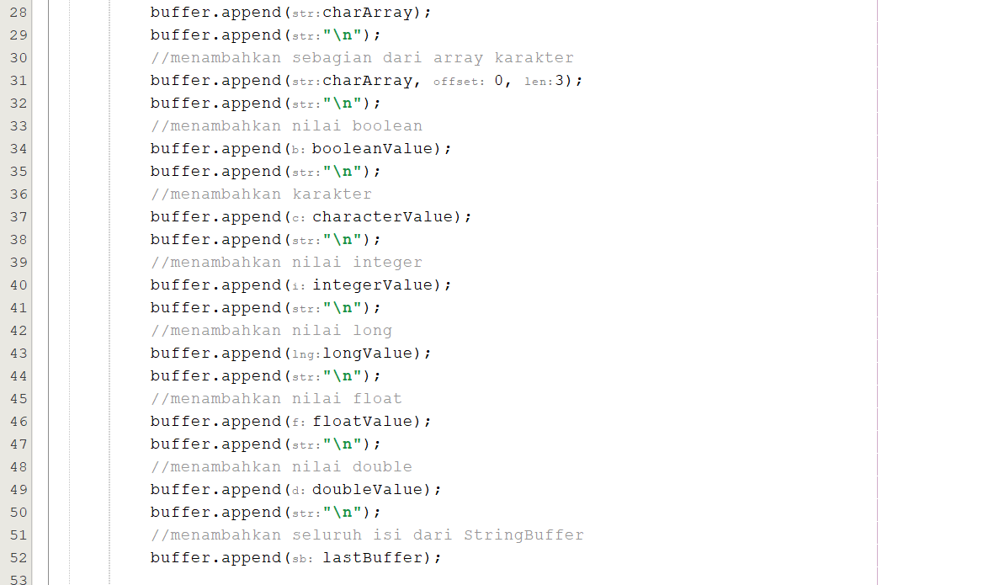 28 buffer.append(str:charArray);
29 buffer.append(str:"\n");
30 //menambahkan sebagian dari array karakter
31 buffer.append(str:charArray, offset: 0, len:3);
32 buffer.append(str:"\n");
33 //menambahkan nilai boolean
34 buffer.append(b: booleanValue);
35 buffer.append(str:"\n");
36 //menambahkan karakter
37 buffer.append(c: characterValue);
38 buffer.append(str:"\n");
39 //menambahkan nilai integer
40 buffer.append(i: integerValue);
41 buffer.append(str:"\n");
42 //menambahkan nilai long
43 buffer.append(lng:longValue);
44 buffer.append(str:"\n");
45 //menambahkan nilai float
46 buffer.append(f: floatValue);
47 buffer.append(str:"\n");
48 //menambahkan nilai double
49 buffer.append(d: doubleValue);
50 buffer.append(str:"\n");
51 //menambahkan seluruh isi dari StringBuffer
52 buffer.append(sb: lastBuffer);
53